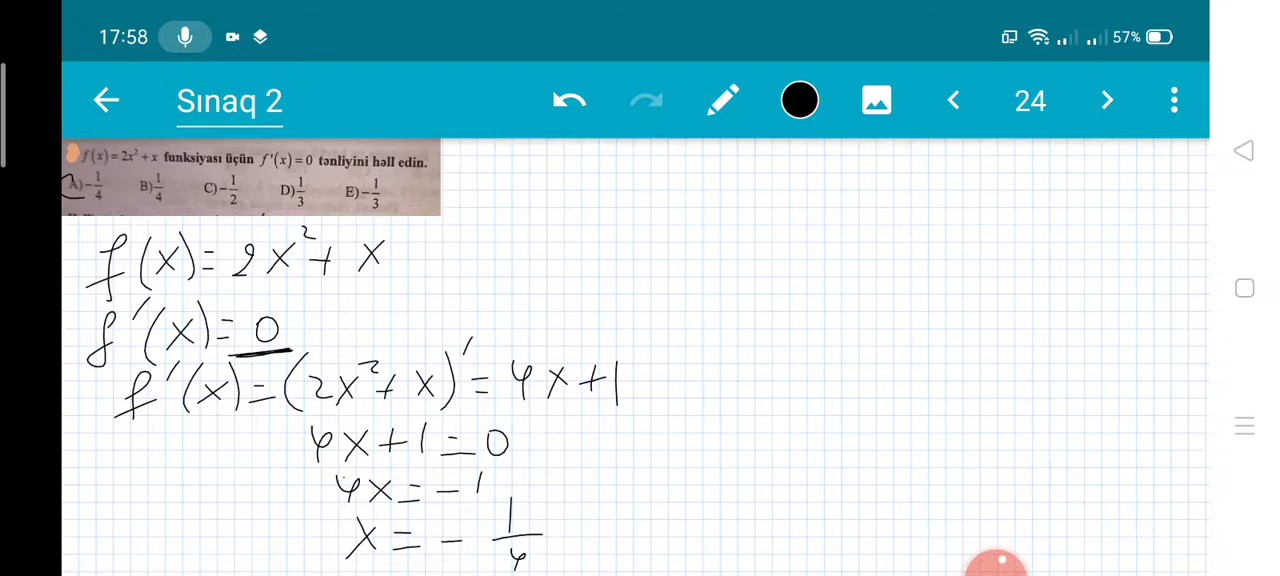 17:58
57%
Sınaq 2
24
f(x)=2x²+x funksiyası üçün f'(x)=0 tənliyini həll edin.
A)-1/4 B)1/4 C)-1/2 D)1/3 E)-1/3
f(x)=2x²+x
f'(x)=0
f'(x)=(2x²+x)'=4x+1
4x+1=0
4x=-1
x=-1/4